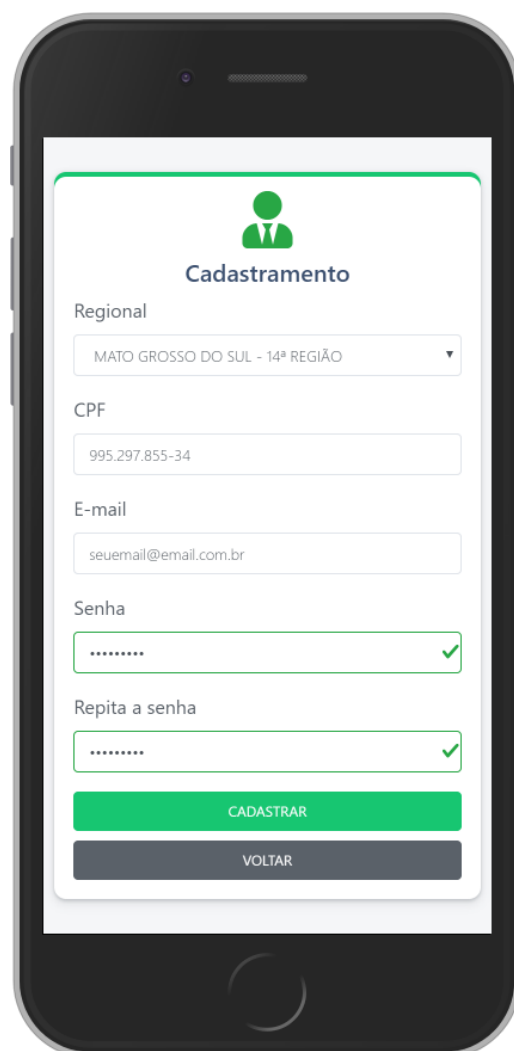 Cadastramento
Regional
MATO GROSSO DO SUL - 14ª REGIÃO
CPF
995.297.855-34
E-mail
seuemail@email.com.br
Senha
•••••••••
Repita a senha
•••••••••
CADASTRAR
VOLTAR